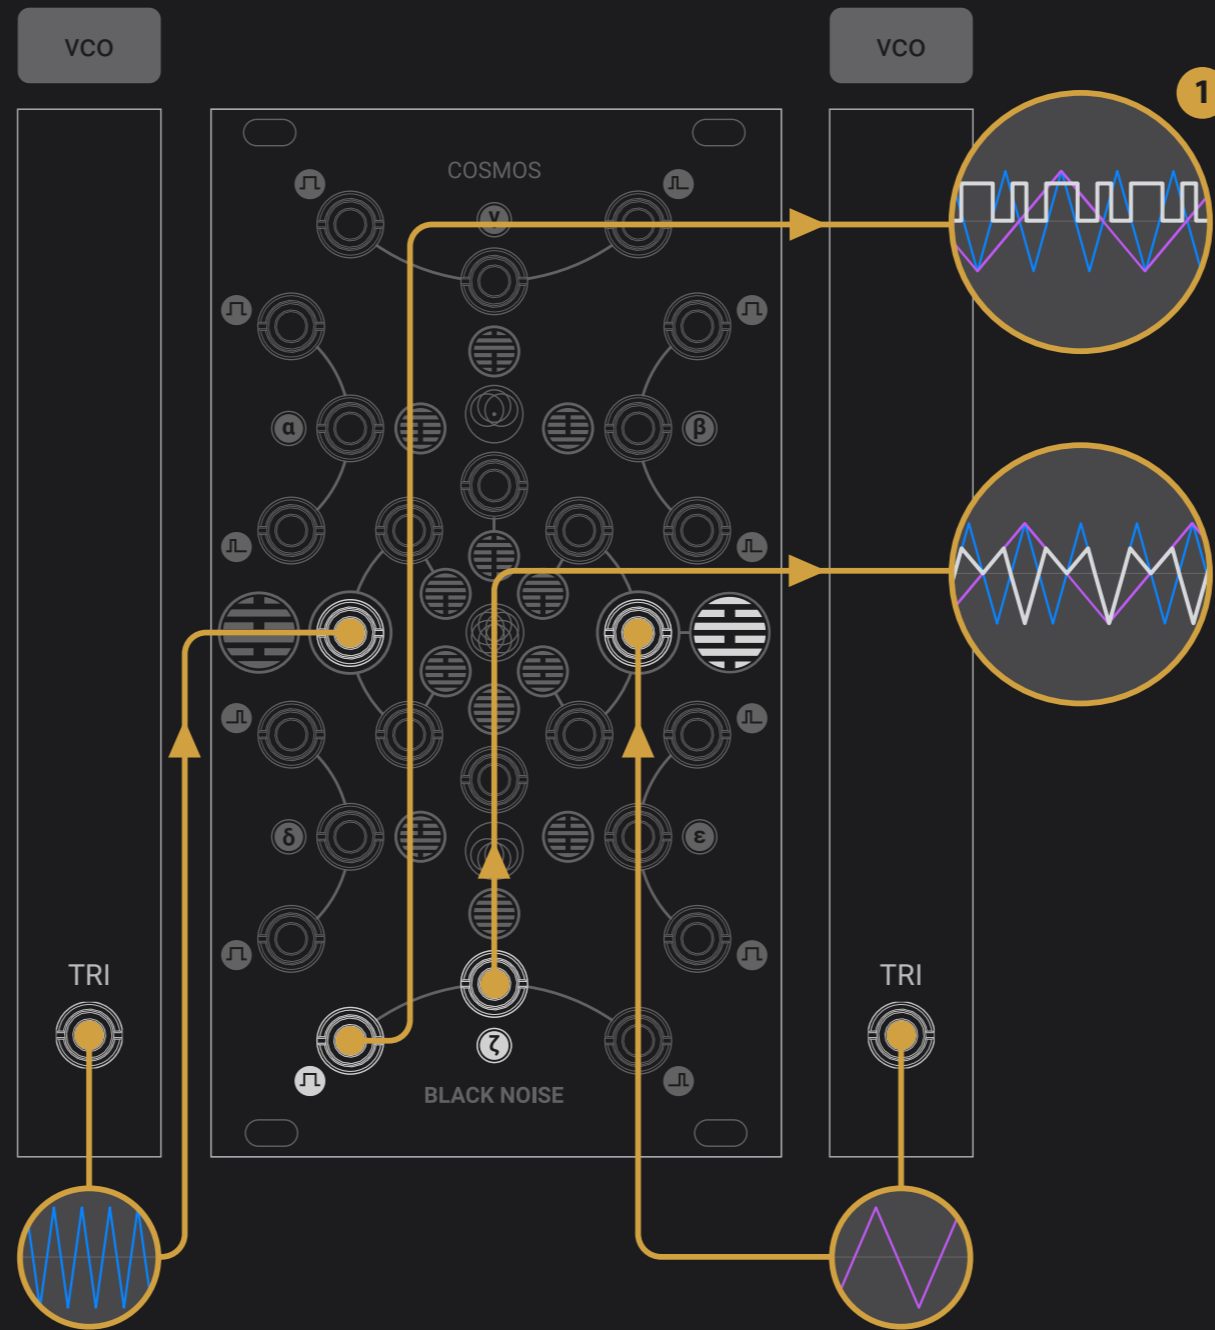 VCO
VCO
1
COSMOS
γ
α
β
δ
ε
TRI
TRI
ζ
BLACK NOISE